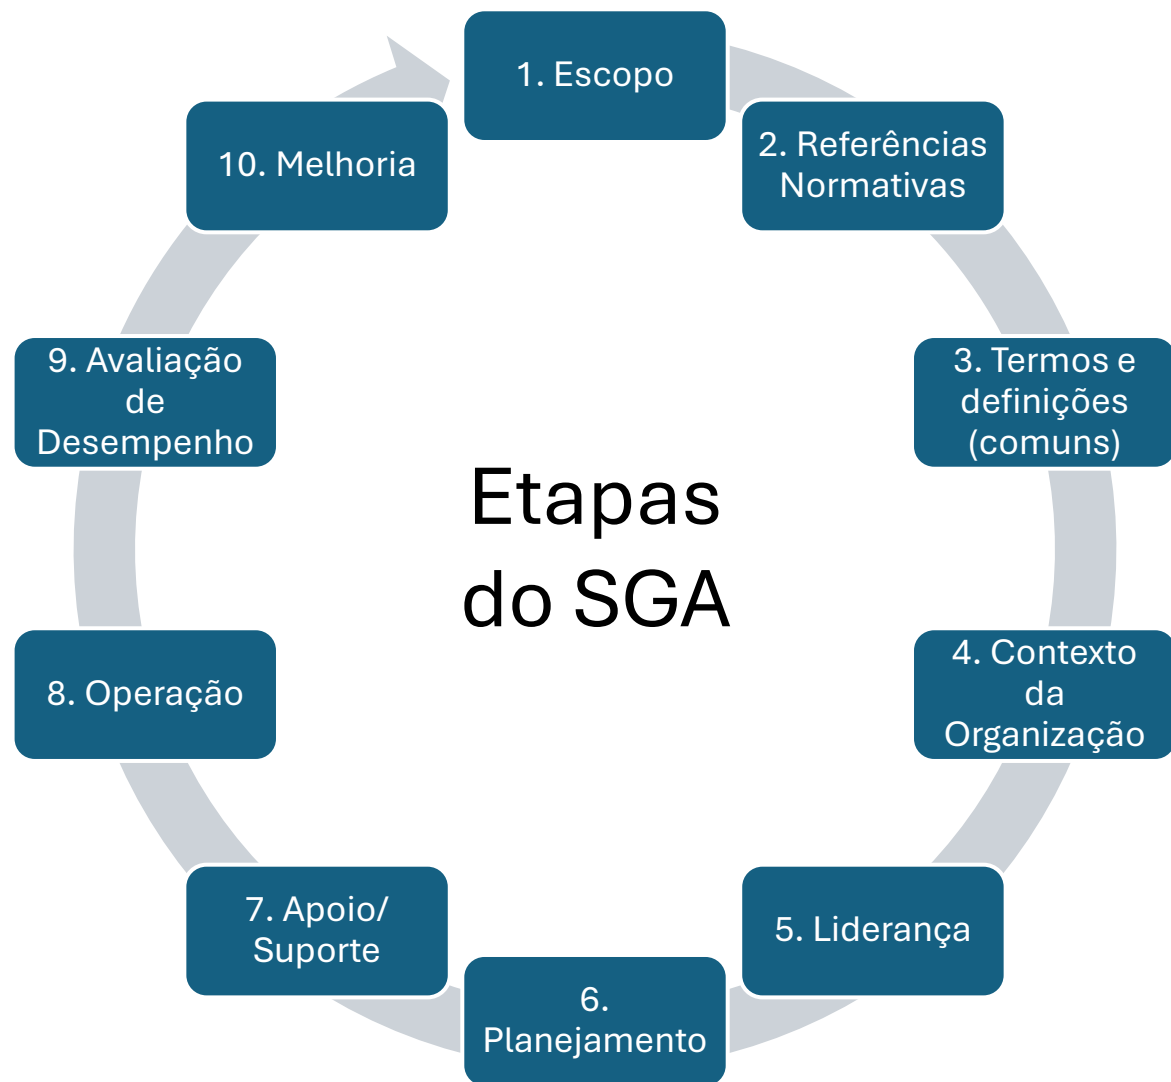 1. Escopo
2. Referências
Normativas
3. Termos e
definições
(comuns)
4. Contexto
da
Organização
5. Liderança
6.
Planejamento
7. Apoio/
Suporte
8. Operação
9. Avaliação
de
Desempenho
10. Melhoria
Etapas
do SGA